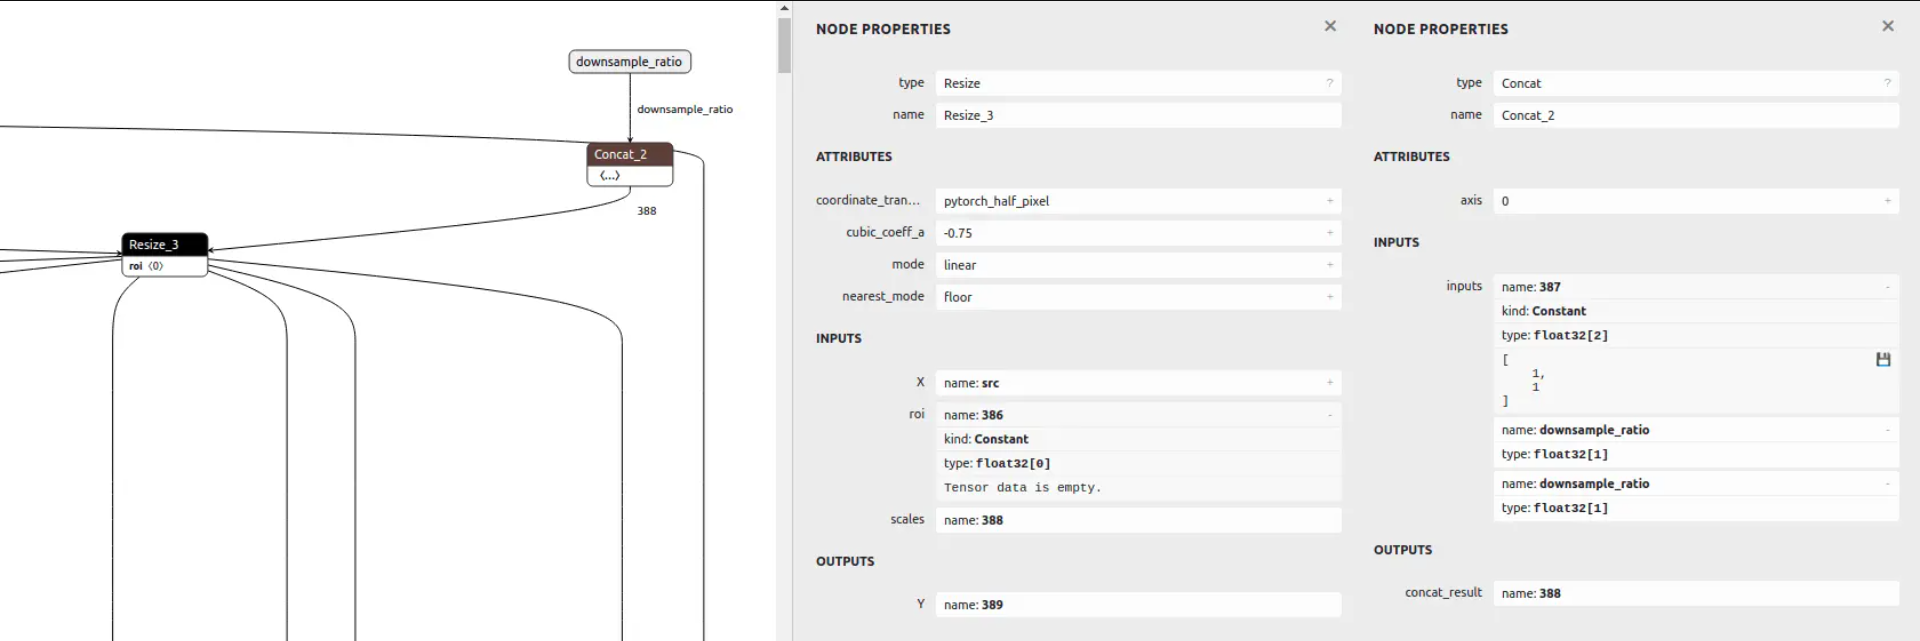 downsample_ratio
downsample_ratio
Concat_2
〈...〉
388
Resize_3
roi 〈0〉
NODE PROPERTIES ×
type Resize ?
name Resize_3
ATTRIBUTES
coordinate_tran... pytorch_half_pixel +
cubic_coeff_a -0.75 +
mode linear +
nearest_mode floor +
INPUTS
X name: src +
roi name: 386 -
kind: Constant
type: float32[0]
Tensor data is empty.
scales name: 388
OUTPUTS
Y name: 389
NODE PROPERTIES ×
type Concat ?
name Concat_2
ATTRIBUTES
axis 0 +
INPUTS
inputs name: 387 -
kind: Constant
type: float32[2]
[
1,
1
]
name: downsample_ratio -
type: float32[1]
name: downsample_ratio -
type: float32[1]
OUTPUTS
concat_result name: 388